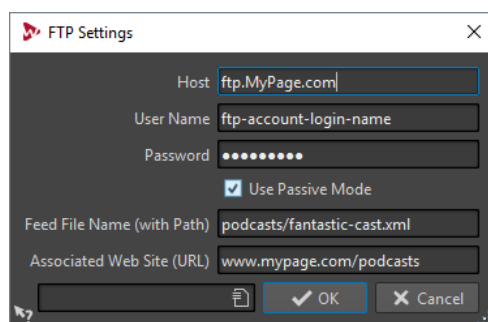 FTP Settings
Host ftp.MyPage.com
User Name ftp-account-login-name
Password •••••••••
Use Passive Mode
Feed File Name (with Path) podcasts/fantastic-cast.xml
Associated Web Site (URL) www.mypage.com/podcasts
OK Cancel